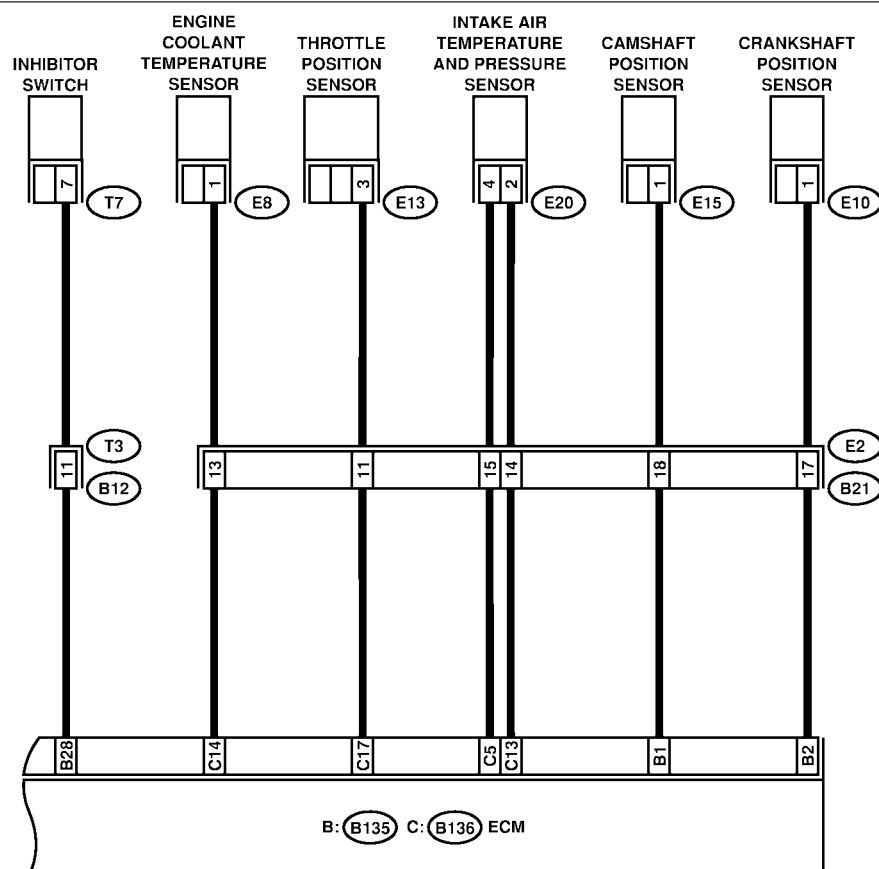 INHIBITOR
SWITCH
ENGINE
COOLANT
TEMPERATURE
SENSOR
THROTTLE
POSITION
SENSOR
INTAKE AIR
TEMPERATURE
AND PRESSURE
SENSOR
CAMSHAFT
POSITION
SENSOR
CRANKSHAFT
POSITION
SENSOR
7
T7
1
E8
3
E13
4
2
E20
1
E15
1
E10
T3
E2
11
13
11
15
14
18
17
B12
B21
B28
C14
C17
C5
C13
B1
B2
B: B135 C: B136 ECM